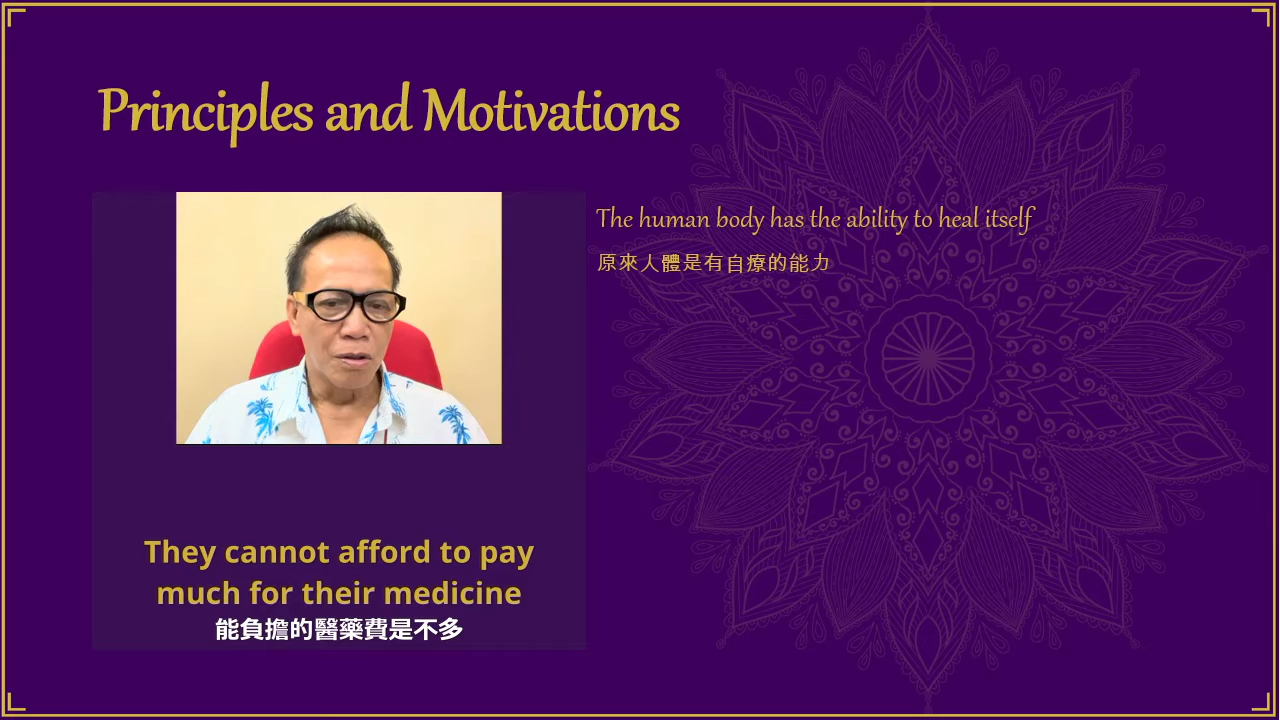 Principles and Motivations
The human body has the ability to heal itself
原來人體是有自療的能力
They cannot afford to pay
much for their medicine
能負擔的醫藥費是不多